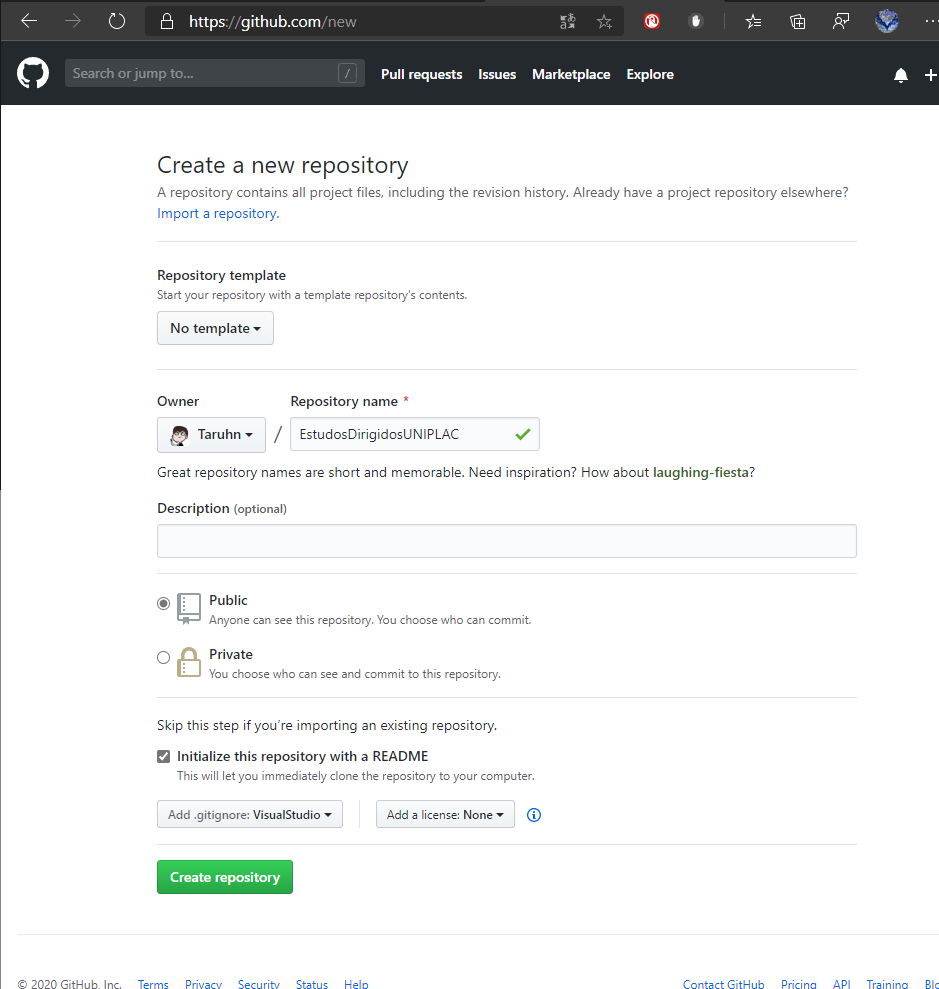 https://github.com/new
Search or jump to... /
Pull requests Issues Marketplace Explore
Create a new repository
A repository contains all project files, including the revision history. Already have a project repository elsewhere?
Import a repository.
Repository template
Start your repository with a template repository's contents.
No template
Owner Repository name *
Taruhn / EstudosDirigidosUNIPLAC
Great repository names are short and memorable. Need inspiration? How about laughing-fiesta?
Description (optional)
Public
Anyone can see this repository. You choose who can commit.
Private
You choose who can see and commit to this repository.
Skip this step if you’re importing an existing repository.
Initialize this repository with a README
This will let you immediately clone the repository to your computer.
Add .gitignore: VisualStudio Add a license: None
Create repository
© 2020 GitHub, Inc. Terms Privacy Security Status Help Contact GitHub Pricing API Training Blo